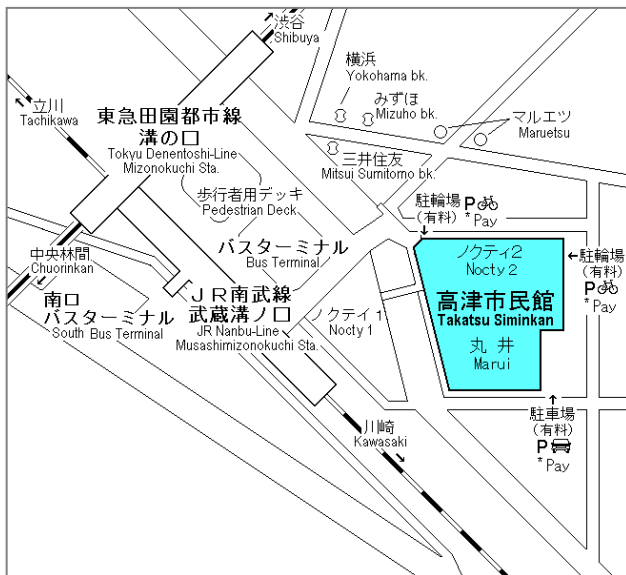 渋谷
Shibuya
横浜
Yokohama bk.
みずほ
Mizuho bk.
マルエツ
Maruetsu
三井住友
Mitsui Sumitomo bk.
立川
Tachikawa
東急田園都市線
溝の口
Tokyu Denentoshi-Line
Mizonokuchi Sta.
歩行者用デッキ
Pedestrian Deck
駐輪場
(有料)
P
* Pay
バスターミナル
Bus Terminal
中央林間
Chuorinkan
ノクティ2
Nocty 2
駐輪場
(有料)
P
* Pay
高津市民館
Takatsu Siminkan
南口
バスターミナル
South Bus Terminal
JR南武線
武蔵溝ノ口
JR Nanbu-Line
Musashimizonokuchi Sta.
ノクテイ1
Nocty 1
丸井
Marui
駐車場
(有料)
P
* Pay
川崎
Kawasaki